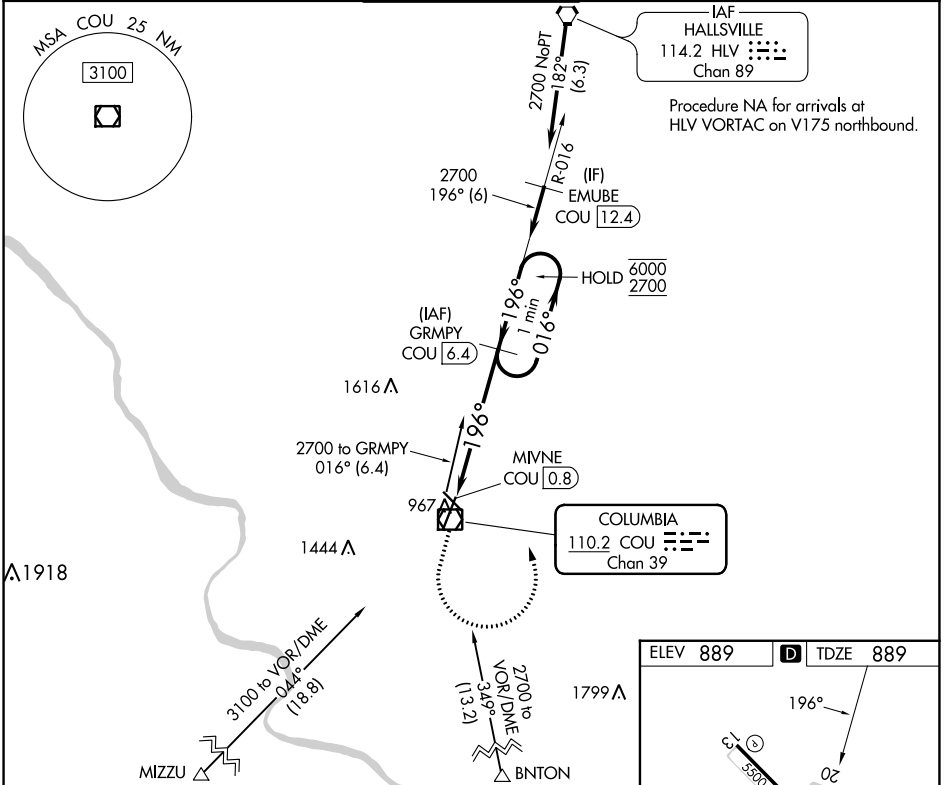 MSA COU 25 NM
3100
IAF
HALLSVILLE
114.2 HLV
Chan 89
Procedure NA for arrivals at
HLV VORTAC on V175 northbound.
2700 NoPT
182°
(6.3)
R-016
2700
196° (6)
(IF)
EMUBE
COU 12.4
HOLD 6000
2700
196°
1 min
016°
(IAF)
GRMPY
COU 6.4
1616
196°
2700 to GRMPY
016° (6.4)
MIVNE
COU 0.8
967
COLUMBIA
110.2 COU
Chan 39
1444
1918
3100 to VOR/DME
044°
(18.8)
2700 to
VOR/DME
349°
(13.2)
1799
MIZZU
BNTON
ELEV 889 D TDZE 889
196°
13
P
5500
20